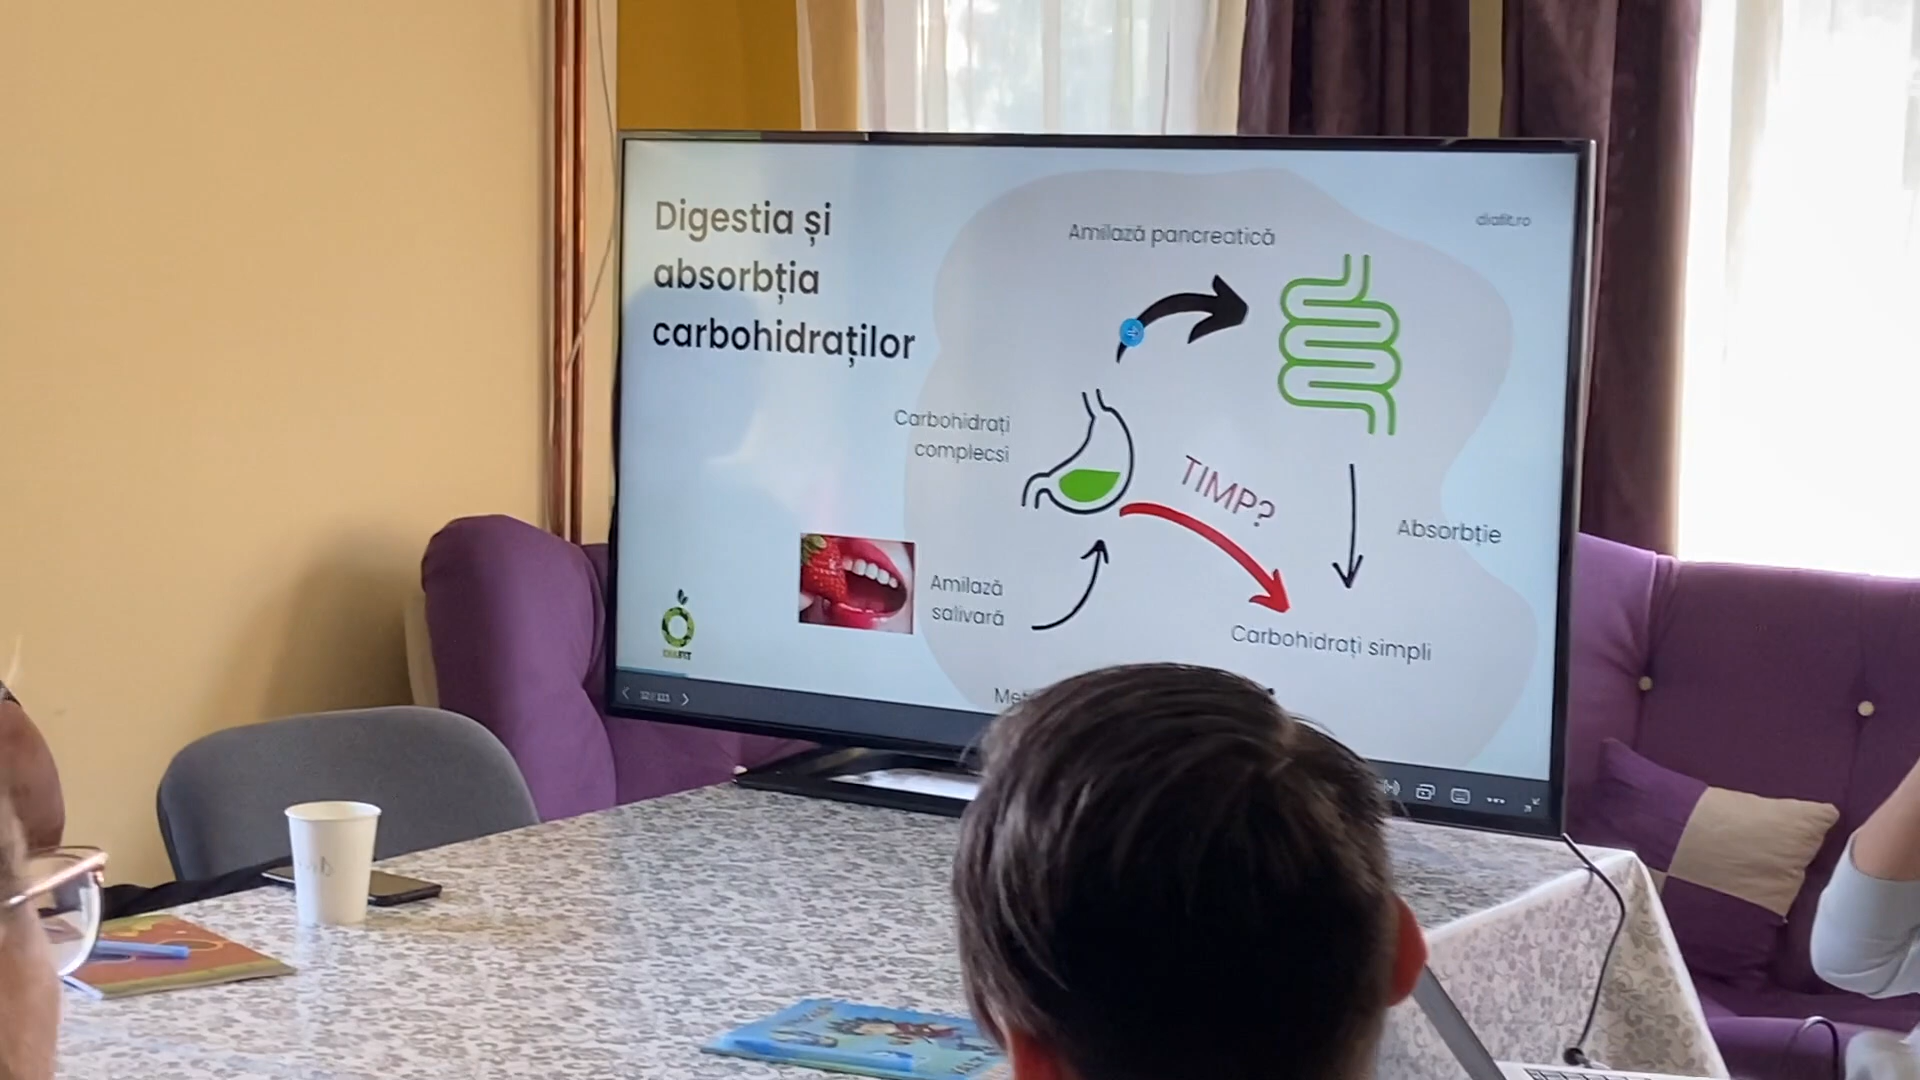 Digestia și
absorbția
carbohidraților
diafit.ro
Amilază pancreatică
Carbohidrați
complecsi
TIMP?
Absorbție
Amilază
salivară
Carbohidrați simpli